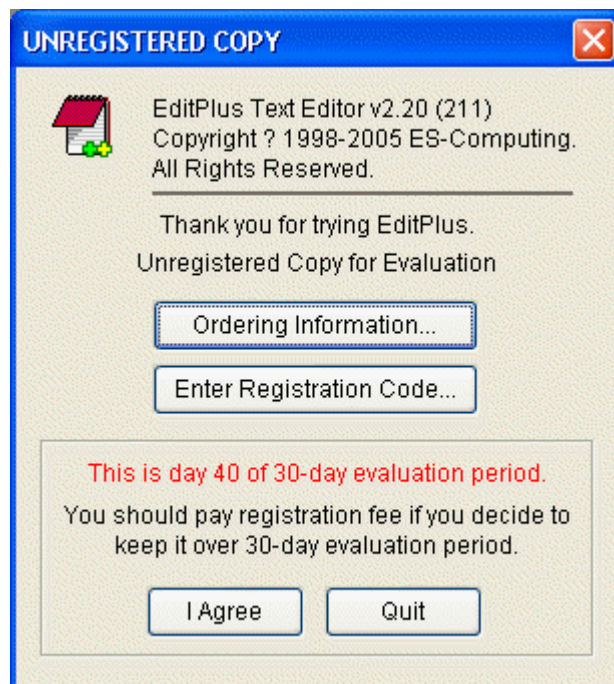 UNREGISTERED COPY
EditPlus Text Editor v2.20 (211)
Copyright ? 1998-2005 ES-Computing.
All Rights Reserved.
Thank you for trying EditPlus.
Unregistered Copy for Evaluation
Ordering Information...
Enter Registration Code...
This is day 40 of 30-day evaluation period.
You should pay registration fee if you decide to
keep it over 30-day evaluation period.
I Agree
Quit